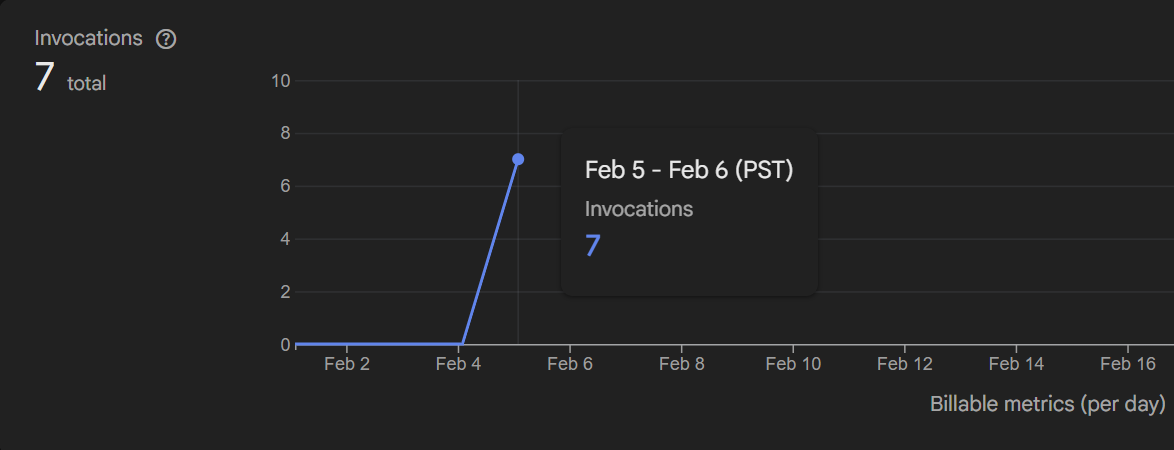 Invocations
7 total
10
8
6
4
2
0
Feb 5 - Feb 6 (PST)
Invocations
7
Feb 2 Feb 4 Feb 6 Feb 8 Feb 10 Feb 12 Feb 14 Feb 16
Billable metrics (per day)